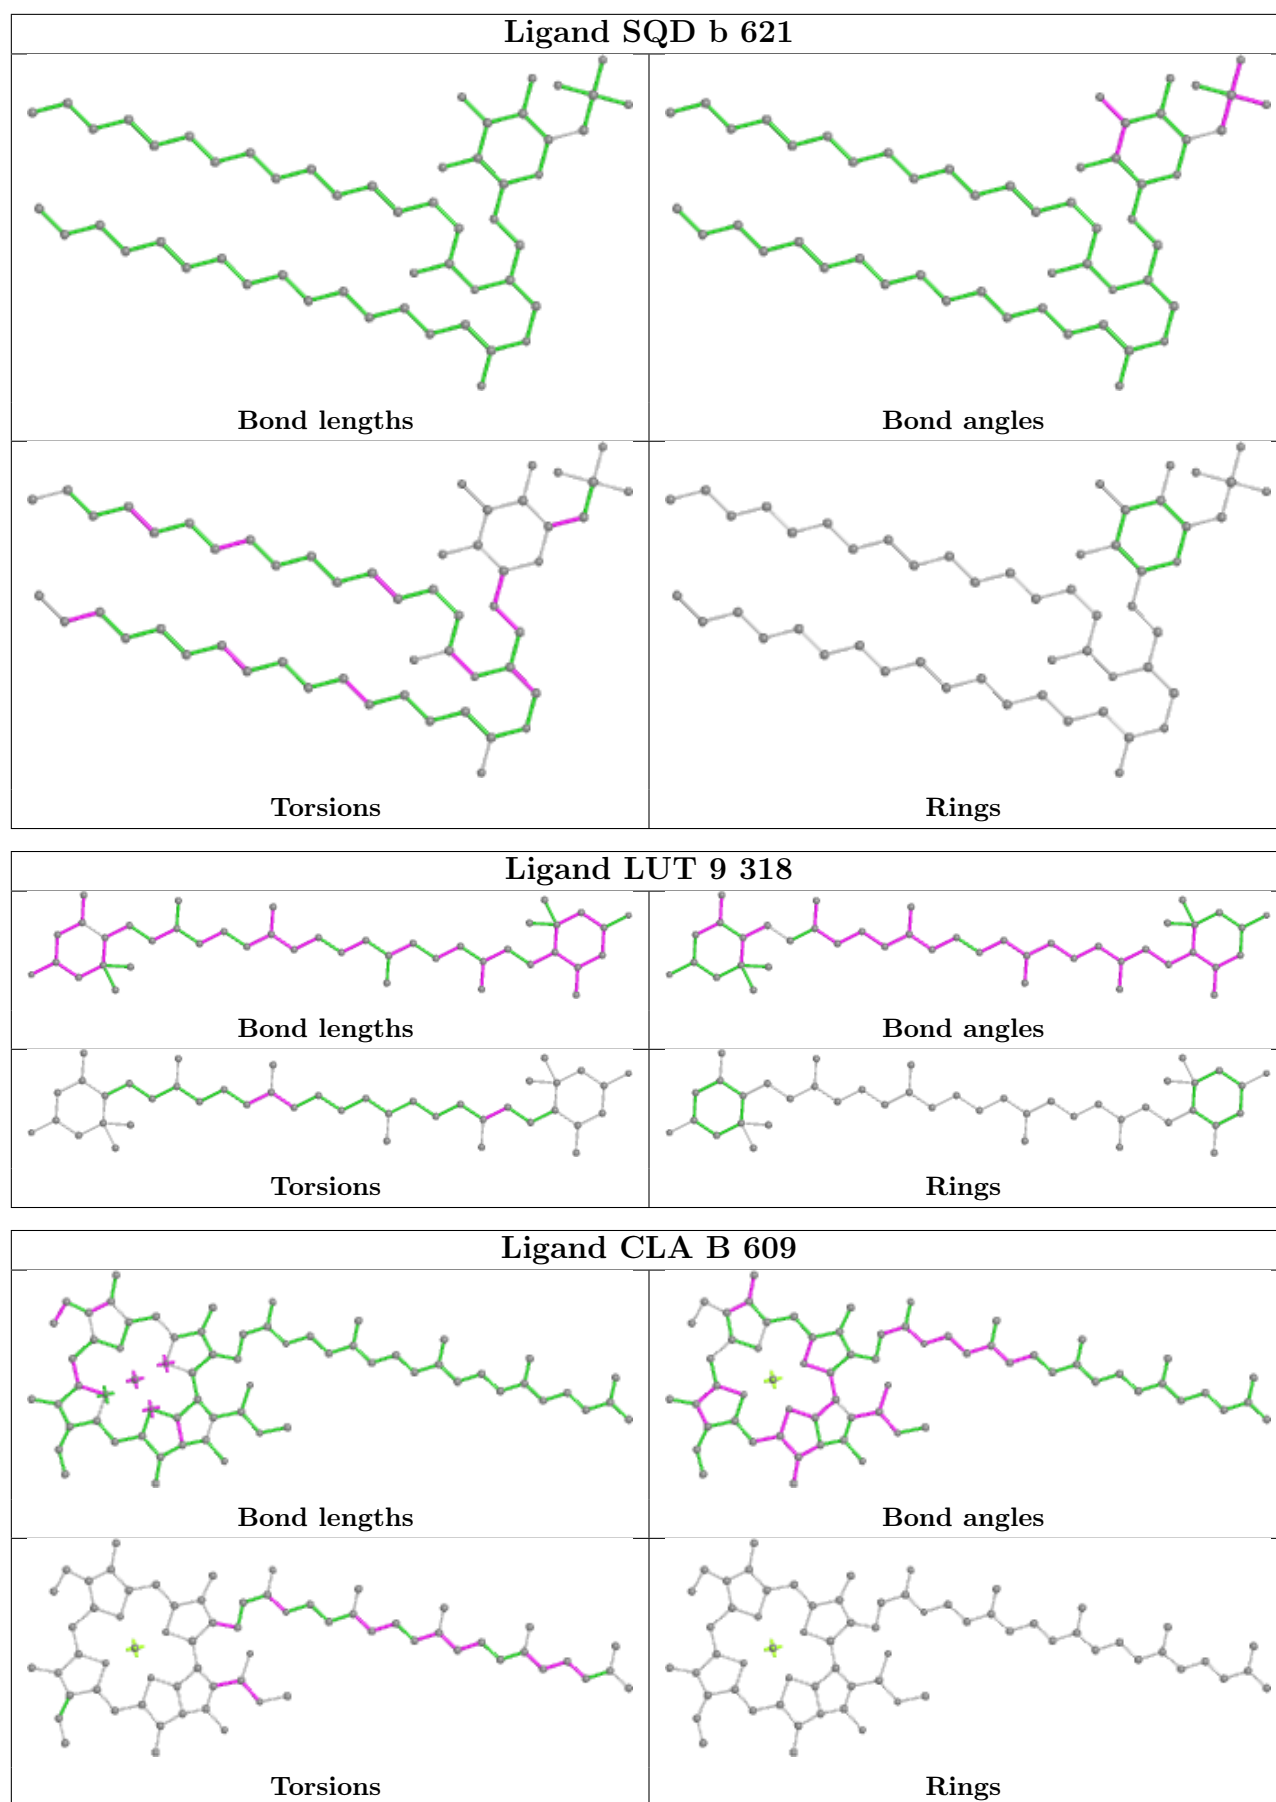 Ligand SQD b 621
Bond lengths
Bond angles
Torsions
Rings
Ligand LUT 9 318
Bond lengths
Bond angles
Torsions
Rings
Ligand CLA B 609
Bond lengths
Bond angles
Torsions
Rings